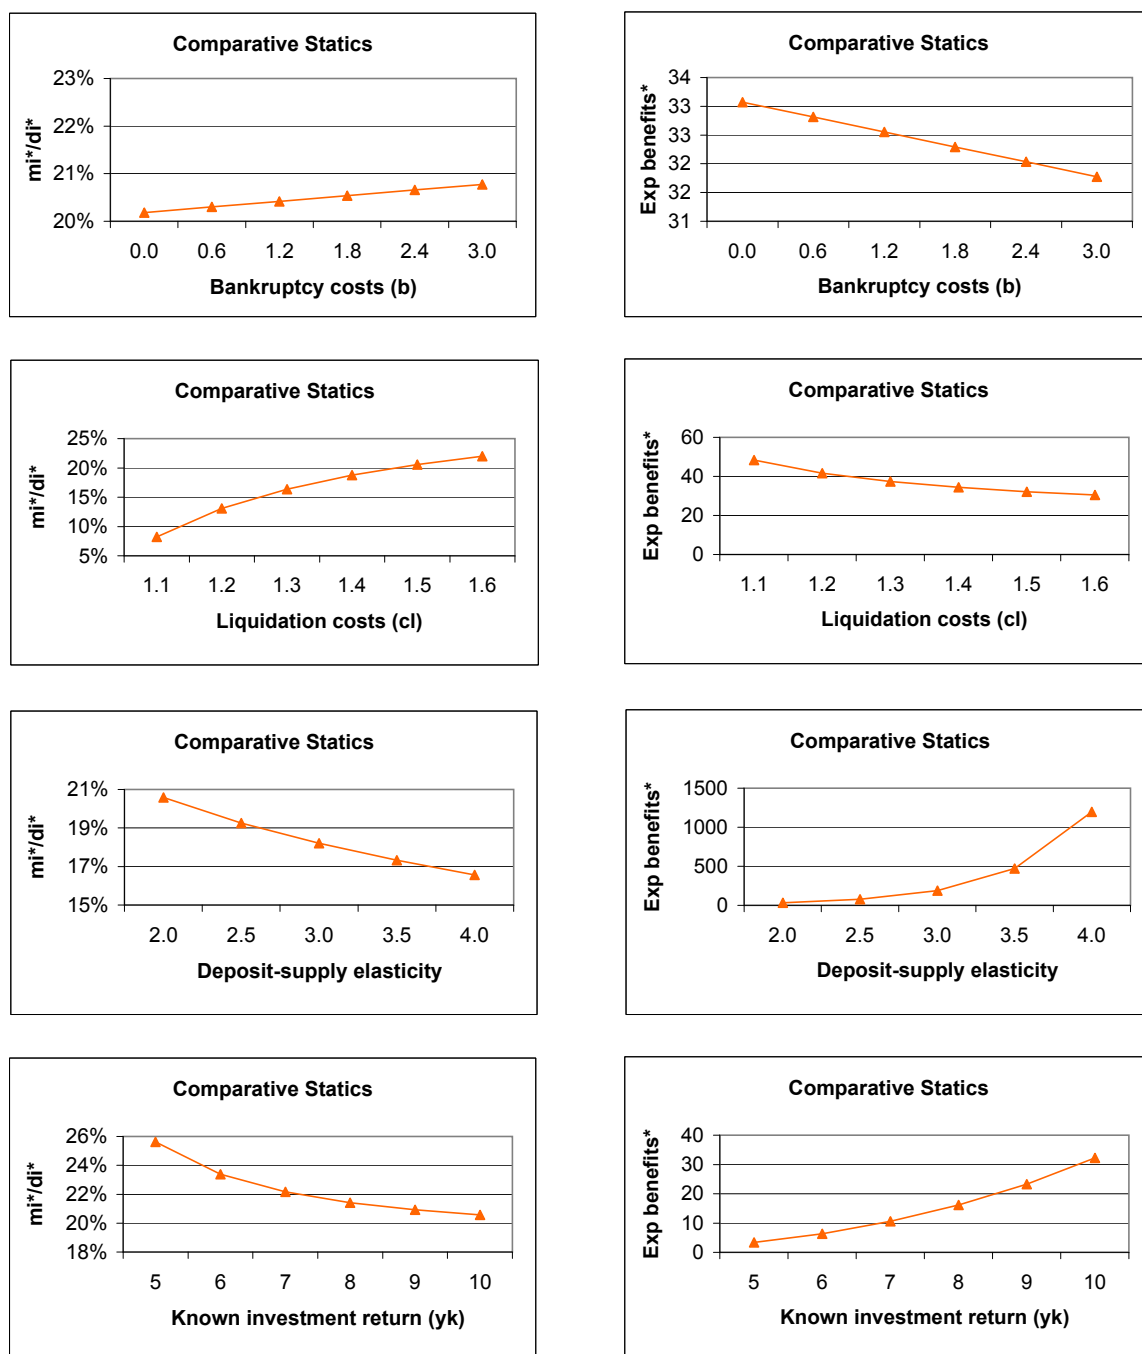 Comparative Statics
23%
22%
21%
20%
mi*/di*
0.0 0.6 1.2 1.8 2.4 3.0
Bankruptcy costs (b)
Comparative Statics
34
33
33
32
32
31
Exp benefits*
0.0 0.6 1.2 1.8 2.4 3.0
Bankruptcy costs (b)
Comparative Statics
25%
20%
15%
10%
5%
mi*/di*
1.1 1.2 1.3 1.4 1.5 1.6
Liquidation costs (cl)
Comparative Statics
60
40
20
0
Exp benefits*
1.1 1.2 1.3 1.4 1.5 1.6
Liquidation costs (cl)
Comparative Statics
21%
19%
17%
15%
mi*/di*
2.0 2.5 3.0 3.5 4.0
Deposit-supply elasticity
Comparative Statics
1500
1000
500
0
Exp benefits*
2.0 2.5 3.0 3.5 4.0
Deposit-supply elasticity
Comparative Statics
26%
24%
22%
20%
18%
mi*/di*
5 6 7 8 9 10
Known investment return (yk)
Comparative Statics
40
30
20
10
0
Exp benefits*
5 6 7 8 9 10
Known investment return (yk)